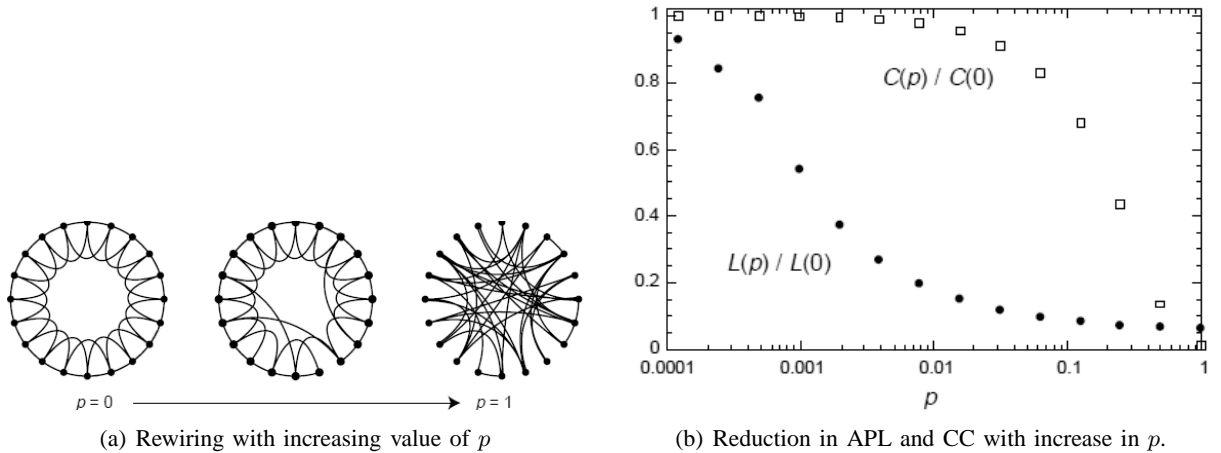 p = 0
p = 1
(a) Rewiring with increasing value of p
1
0.8
0.6
0.4
0.2
0
C(p) / C(0)
L(p) / L(0)
0.0001 0.001 0.01 0.1 1
p
(b) Reduction in APL and CC with increase in p.